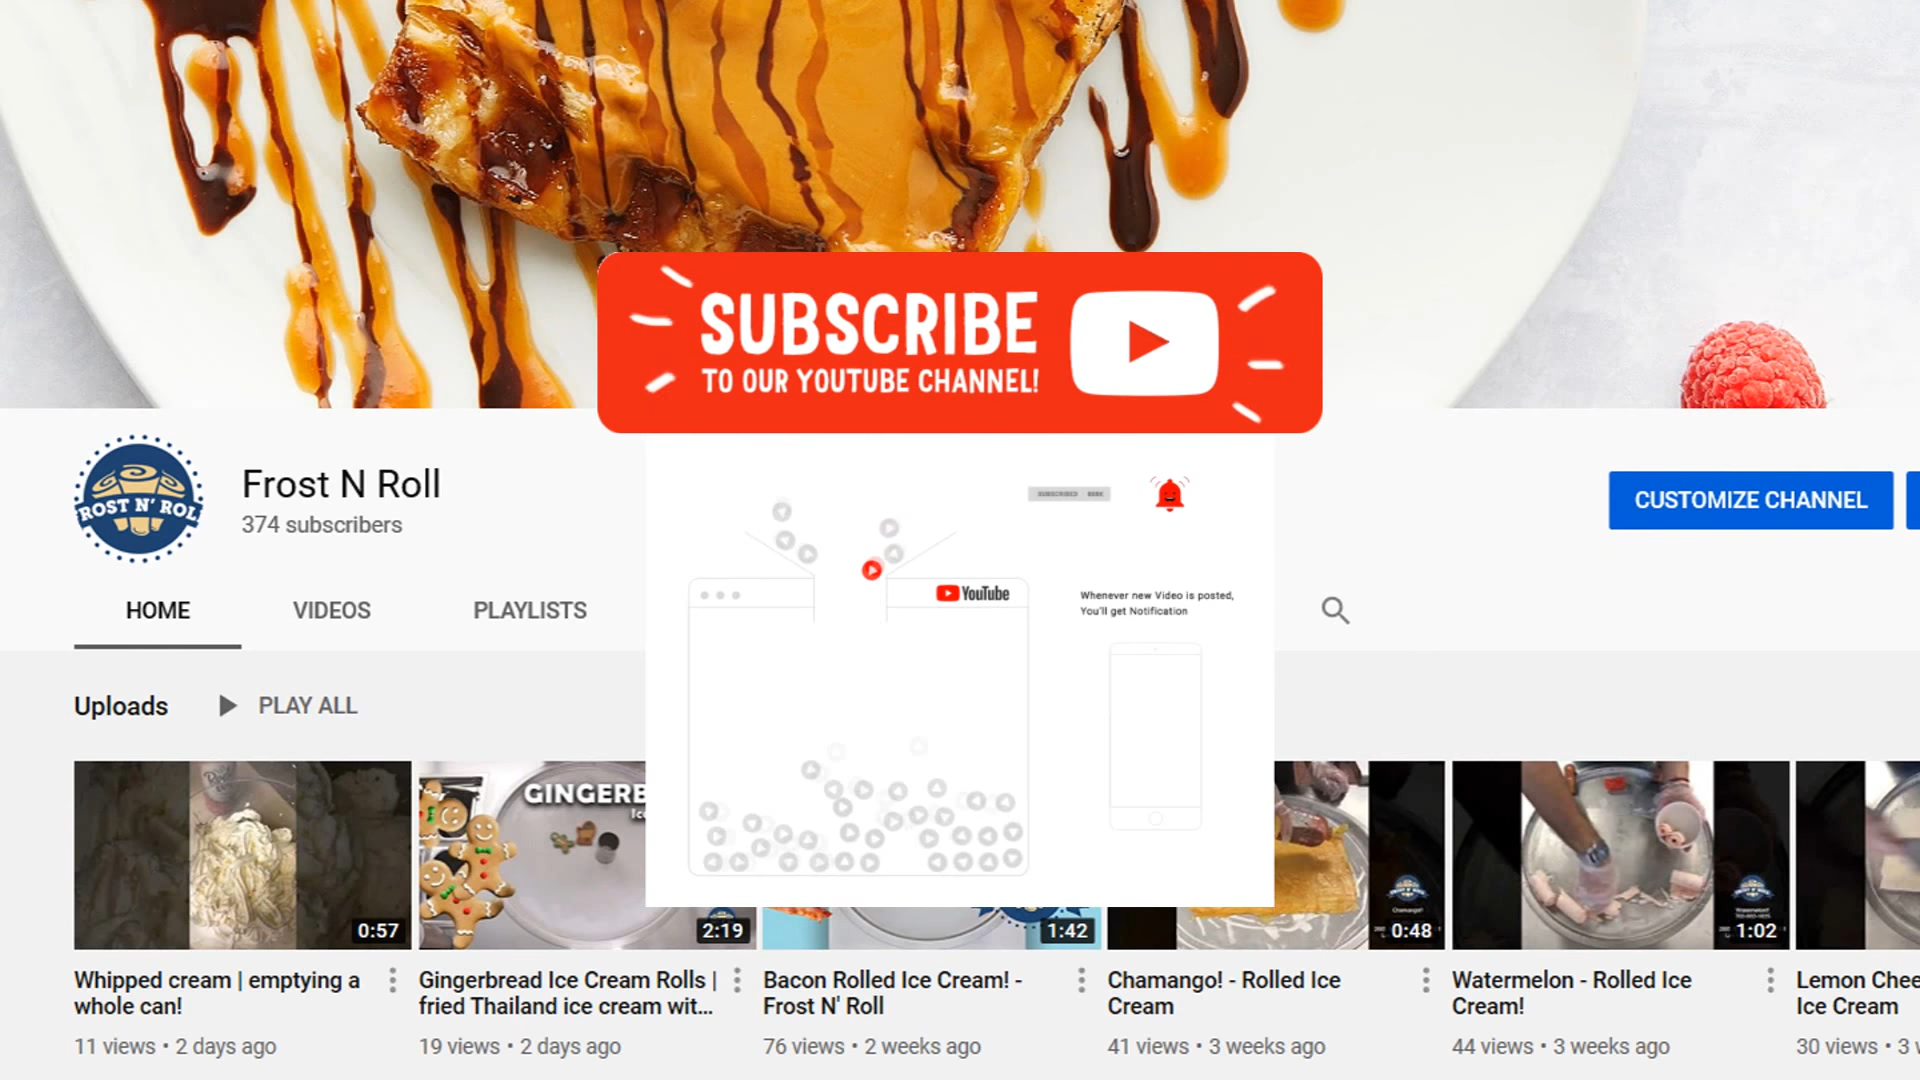 SUBSCRIBE
TO OUR YOUTUBE CHANNEL!
ROST N' ROL
Frost N Roll
374 subscribers
CUSTOMIZE CHANNEL
SUBSCRIBED
YouTube
Whenever new Video is posted,
You'll get Notification
HOME
VIDEOS
PLAYLISTS
Uploads
PLAY ALL
GINGERB
Ice
0:57
2:19
1:42
0:48
1:02
Whipped cream | emptying a
whole can!
11 views • 2 days ago
Gingerbread Ice Cream Rolls |
fried Thailand ice cream wit...
19 views • 2 days ago
Bacon Rolled Ice Cream! -
Frost N' Roll
76 views • 2 weeks ago
Chamango! - Rolled Ice
Cream
41 views • 3 weeks ago
Watermelon - Rolled Ice
Cream!
44 views • 3 weeks ago
Lemon Chee
Ice Cream
30 views • 3 w